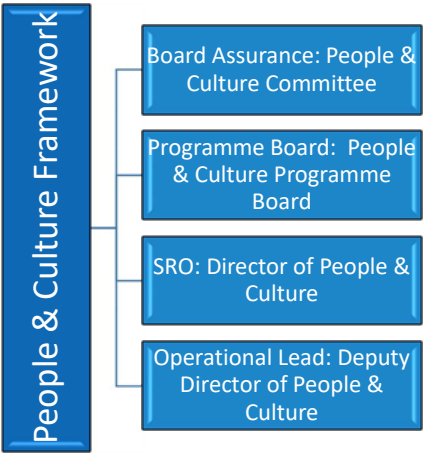 People & Culture Framework
Board Assurance: People &
Culture Committee
Programme Board:  People
& Culture Programme
Board
SRO: Director of People &
Culture
Operational Lead: Deputy
Director of People &
Culture